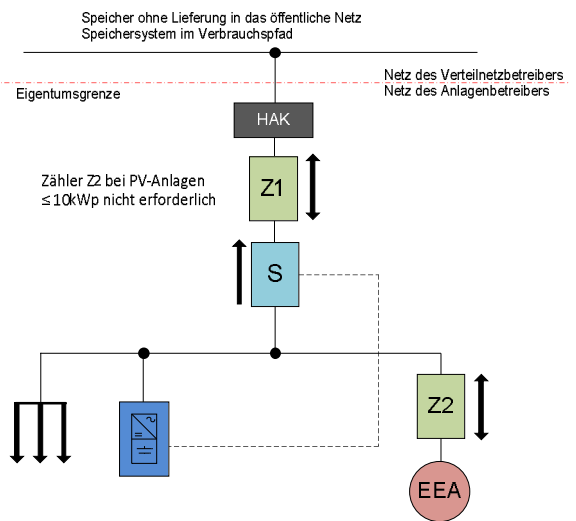 Speicher ohne Lieferung in das öffentliche Netz
Speichersystem im Verbrauchspfad
Netz des Verteilnetzbetreibers
Eigentumsgrenze
Netz des Anlagenbetreibers
HAK
Zähler Z2 bei PV-Anlagen
≤ 10kWp nicht erforderlich
Z1
S
Z2
EEA